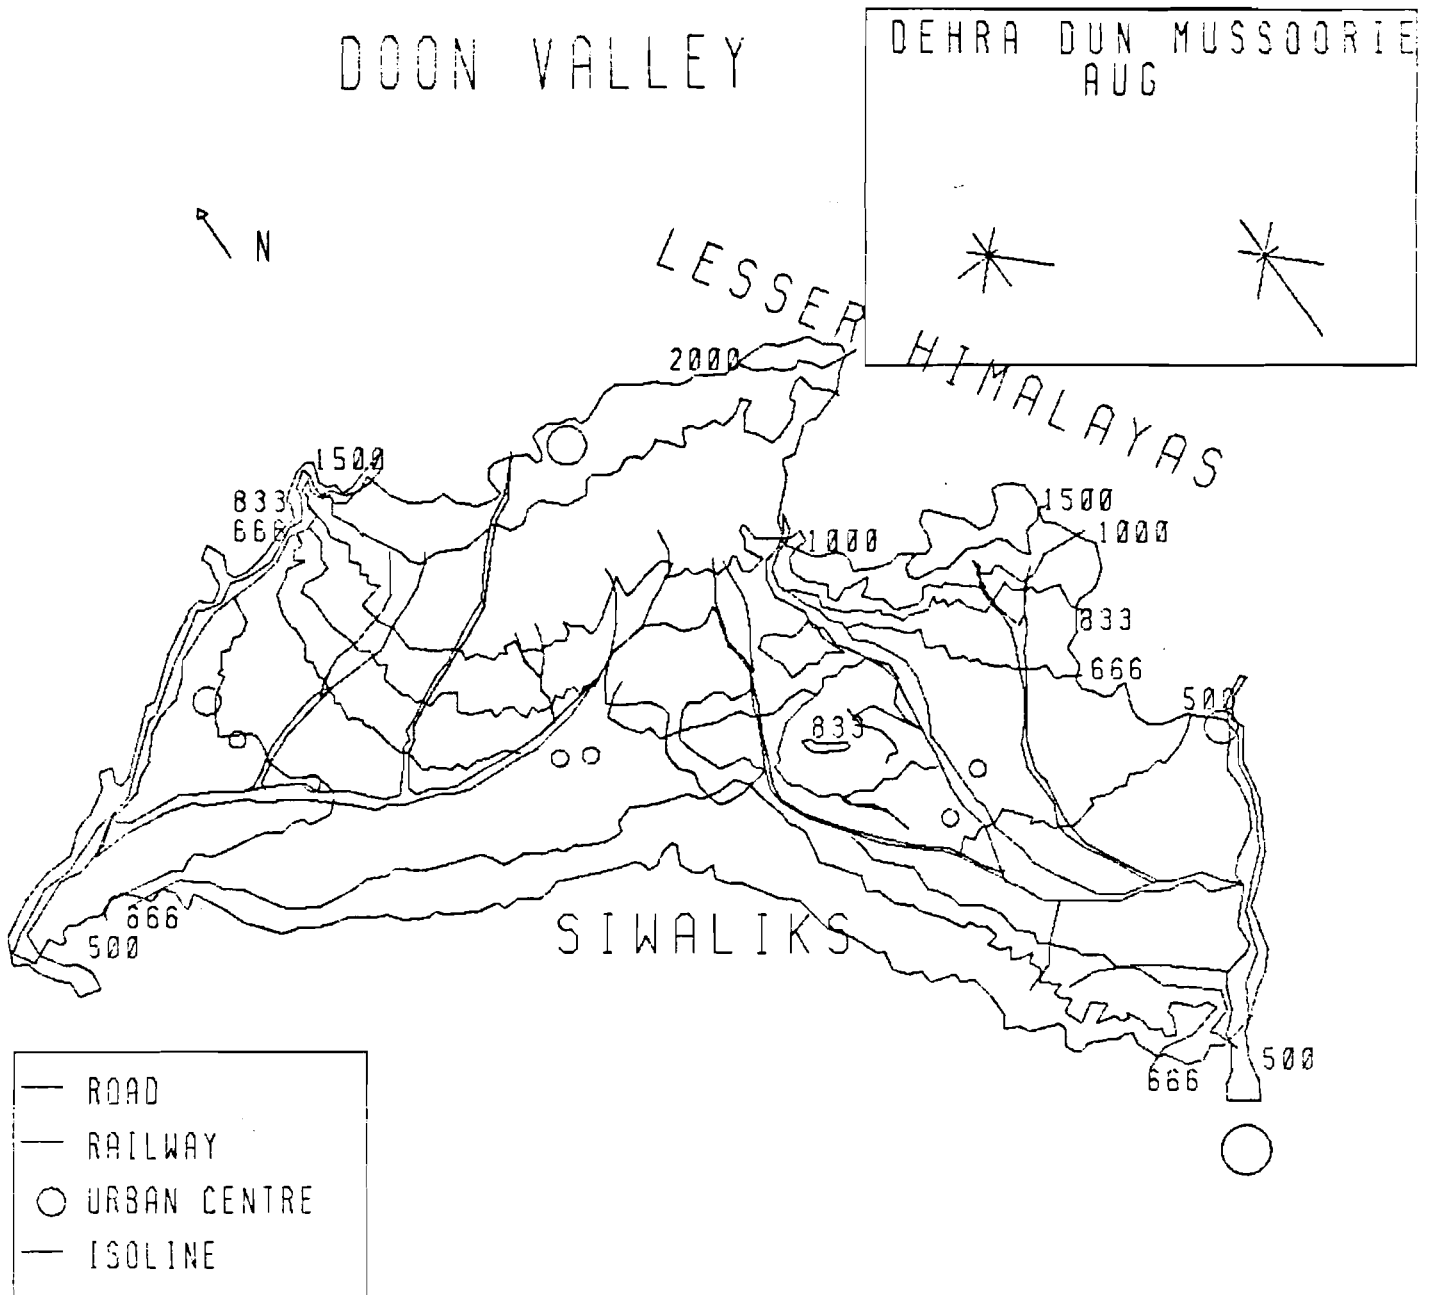 DOON VALLEY
DEHRA DUN MUSSOORIE
AUG
N
LESSER HIMALAYAS
2000
1500
833
666
1500
1000
1000
833
666
500
833
SIWALIKS
666
500
500
666
ROAD
RAILWAY
URBAN CENTRE
ISOLINE